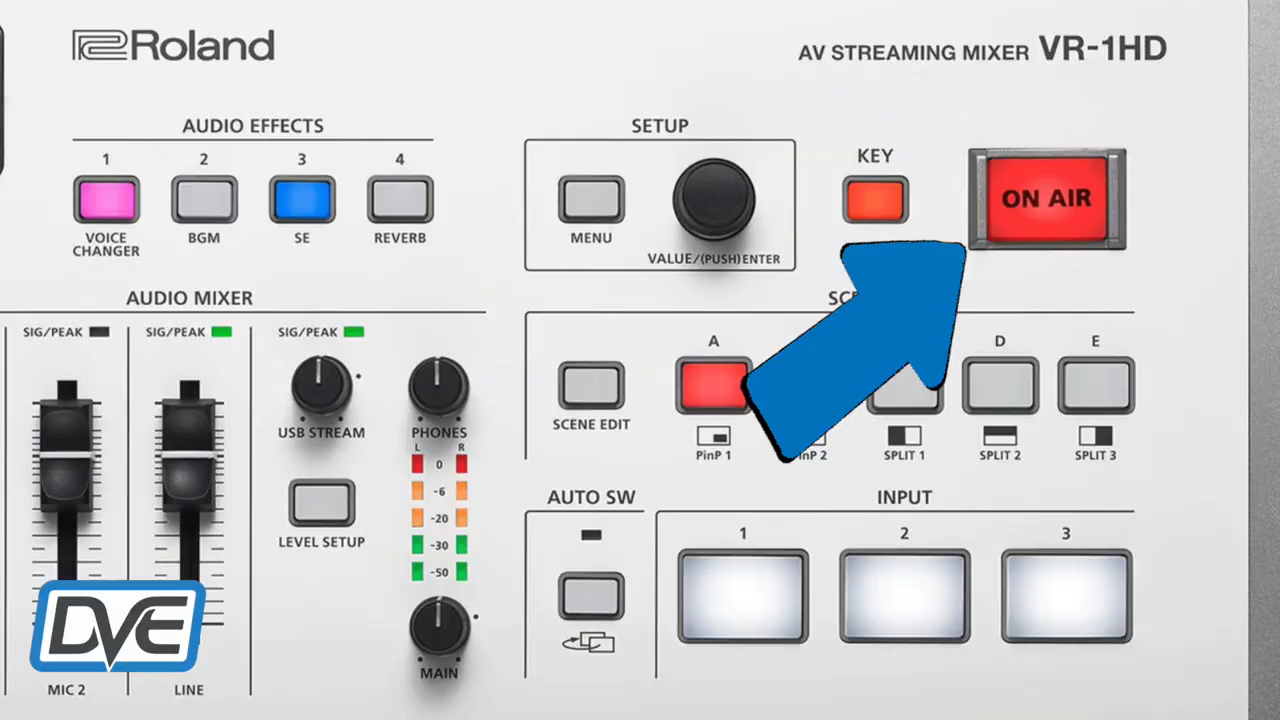 Roland
AV STREAMING MIXER VR-1HD
AUDIO EFFECTS
1 2 3 4
VOICE CHANGER
BGM
SE
REVERB
SETUP
MENU
VALUE/(PUSH)ENTER
KEY
ON AIR
AUDIO MIXER
SIG/PEAK
SIG/PEAK
SIG/PEAK
USB STREAM
PHONES
L R
0
-6
-20
-30
-50
LEVEL SETUP
MAIN
MIC 2
LINE
A D E
SCENE EDIT
PinP 1
SPLIT 1
SPLIT 2
SPLIT 3
AUTO SW
INPUT
1 2 3
DVE